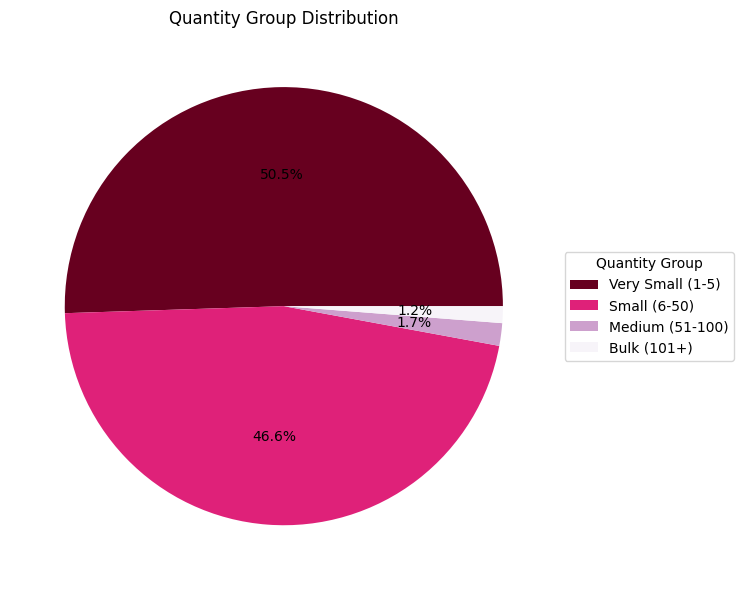 Quantity Group Distribution
50.5%
1.2%
1.7%
46.6%
Quantity Group
Very Small (1-5)
Small (6-50)
Medium (51-100)
Bulk (101+)